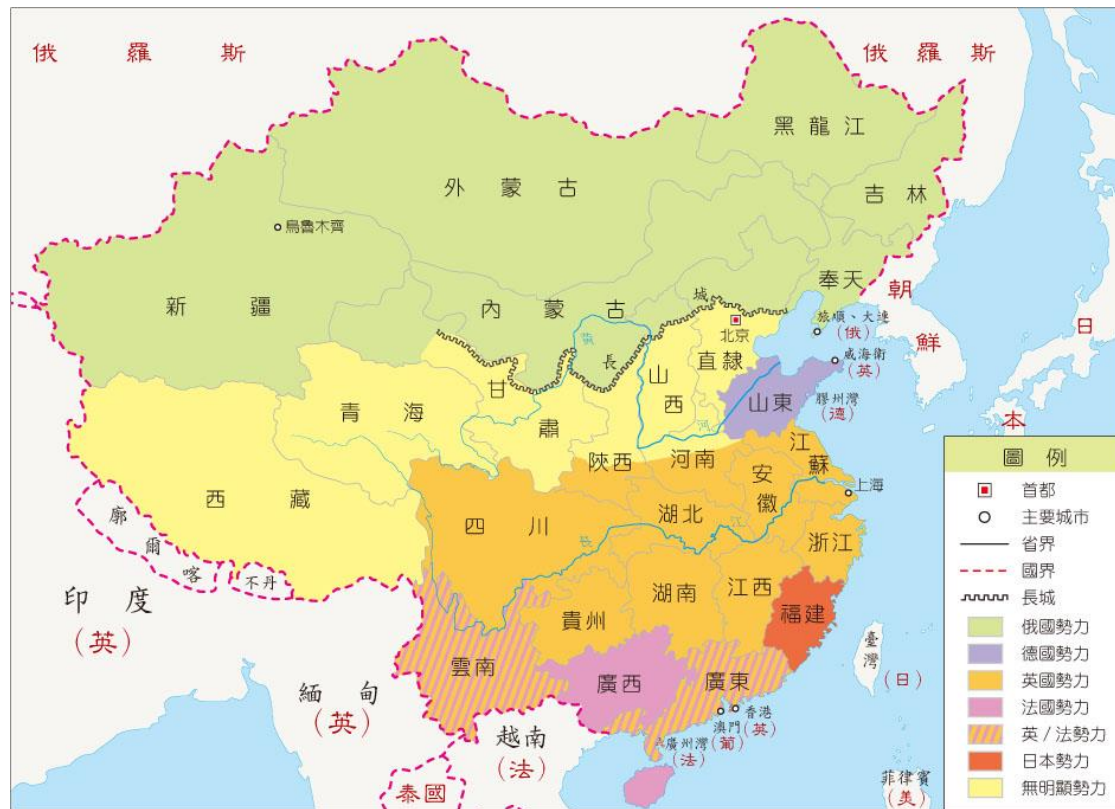 俄羅斯
俄羅斯
黑龍江
外蒙古
吉林
烏魯木齊
奉天
朝鮮
日本
新疆
內蒙古
城
長
黃
河
北京
旅順、大連
(俄)
威海衛
(英)
直隸
山西
山東
膠州灣
(德)
甘肅
青海
陝西
河南
江蘇
安徽
上海
西藏
四川
湖北
長
江
浙江
廓爾喀
不丹
印度
(英)
湖南
江西
貴州
福建
雲南
廣西
廣東
臺灣
(日)
緬甸
(英)
香港
(英)
澳門
(葡)
廣州灣
(法)
越南
(法)
泰國
菲律賓
(美)
圖例
首都
主要城市
省界
國界
長城
俄國勢力
德國勢力
英國勢力
法國勢力
英/法勢力
日本勢力
無明顯勢力